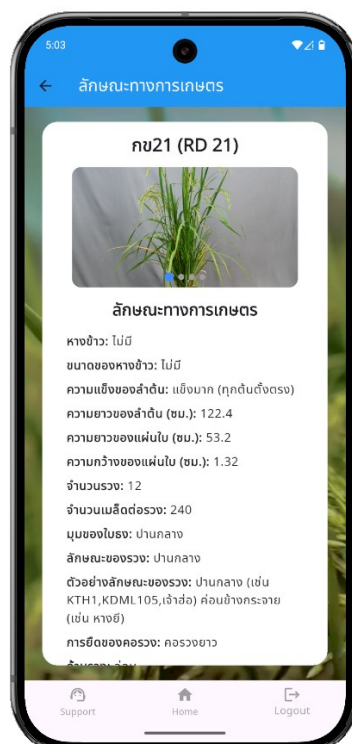 5:03
ลักษณะทางการเกษตร
กข21 (RD 21)
ลักษณะทางการเกษตร
หางข้าว: ไม่มี
ขนาดของหางข้าว: ไม่มี
ความแข็งของลำต้น: แข็งมาก (ทุกต้นตั้งตรง)
ความยาวของลำต้น (ซม.): 122.4
ความยาวของแผ่นใบ (ซม.): 53.2
ความกว้างของแผ่นใบ (ซม.): 1.32
จำนวนรวง: 12
จำนวนเมล็ดต่อรวง: 240
มุมของใบธง: ปานกลาง
ลักษณะของรวง: ปานกลาง
ตัวอย่างลักษณะของรวง: ปานกลาง (เช่น
KTH1,KDML105,เจ้าฮ่อ) ค่อนข้างกระจาย
(เช่น หางยี)
การยืดของคอรวง: คอรวงยาว
Support
Home
Logout